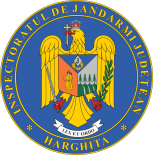 INSPECTORATUL DE JANDARMI JUDEȚEAN
LEX ET ORDO
HARGHITA